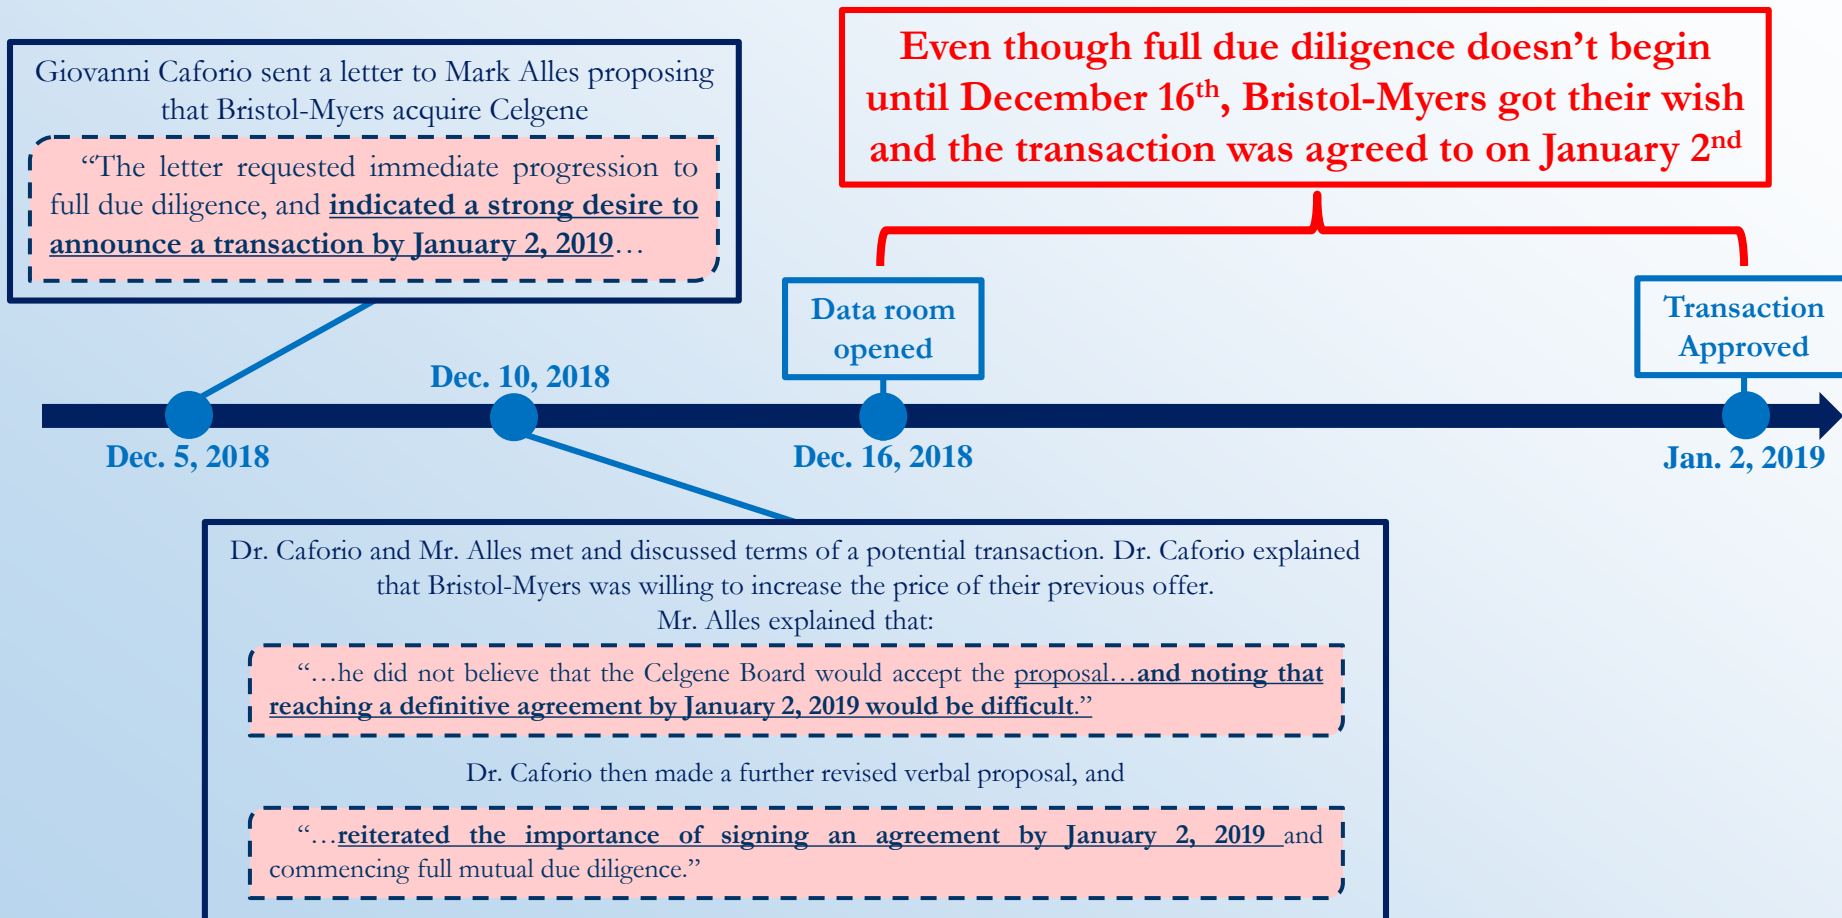 Giovanni Caforio sent a letter to Mark Alles proposing
that Bristol-Myers acquire Celgene
“The letter requested immediate progression to
full due diligence, and indicated a strong desire to
announce a transaction by January 2, 2019…
Even though full due diligence doesn’t begin
until December 16th, Bristol-Myers got their wish
and the transaction was agreed to on January 2nd
Data room
opened
Transaction
Approved
Dec. 10, 2018
Dec. 5, 2018
Dec. 16, 2018
Jan. 2, 2019
Dr. Caforio and Mr. Alles met and discussed terms of a potential transaction. Dr. Caforio explained
that Bristol-Myers was willing to increase the price of their previous offer.
Mr. Alles explained that:
“…he did not believe that the Celgene Board would accept the proposal…and noting that
reaching a definitive agreement by January 2, 2019 would be difficult.”
Dr. Caforio then made a further revised verbal proposal, and
“…reiterated the importance of signing an agreement by January 2, 2019 and
commencing full mutual due diligence.”